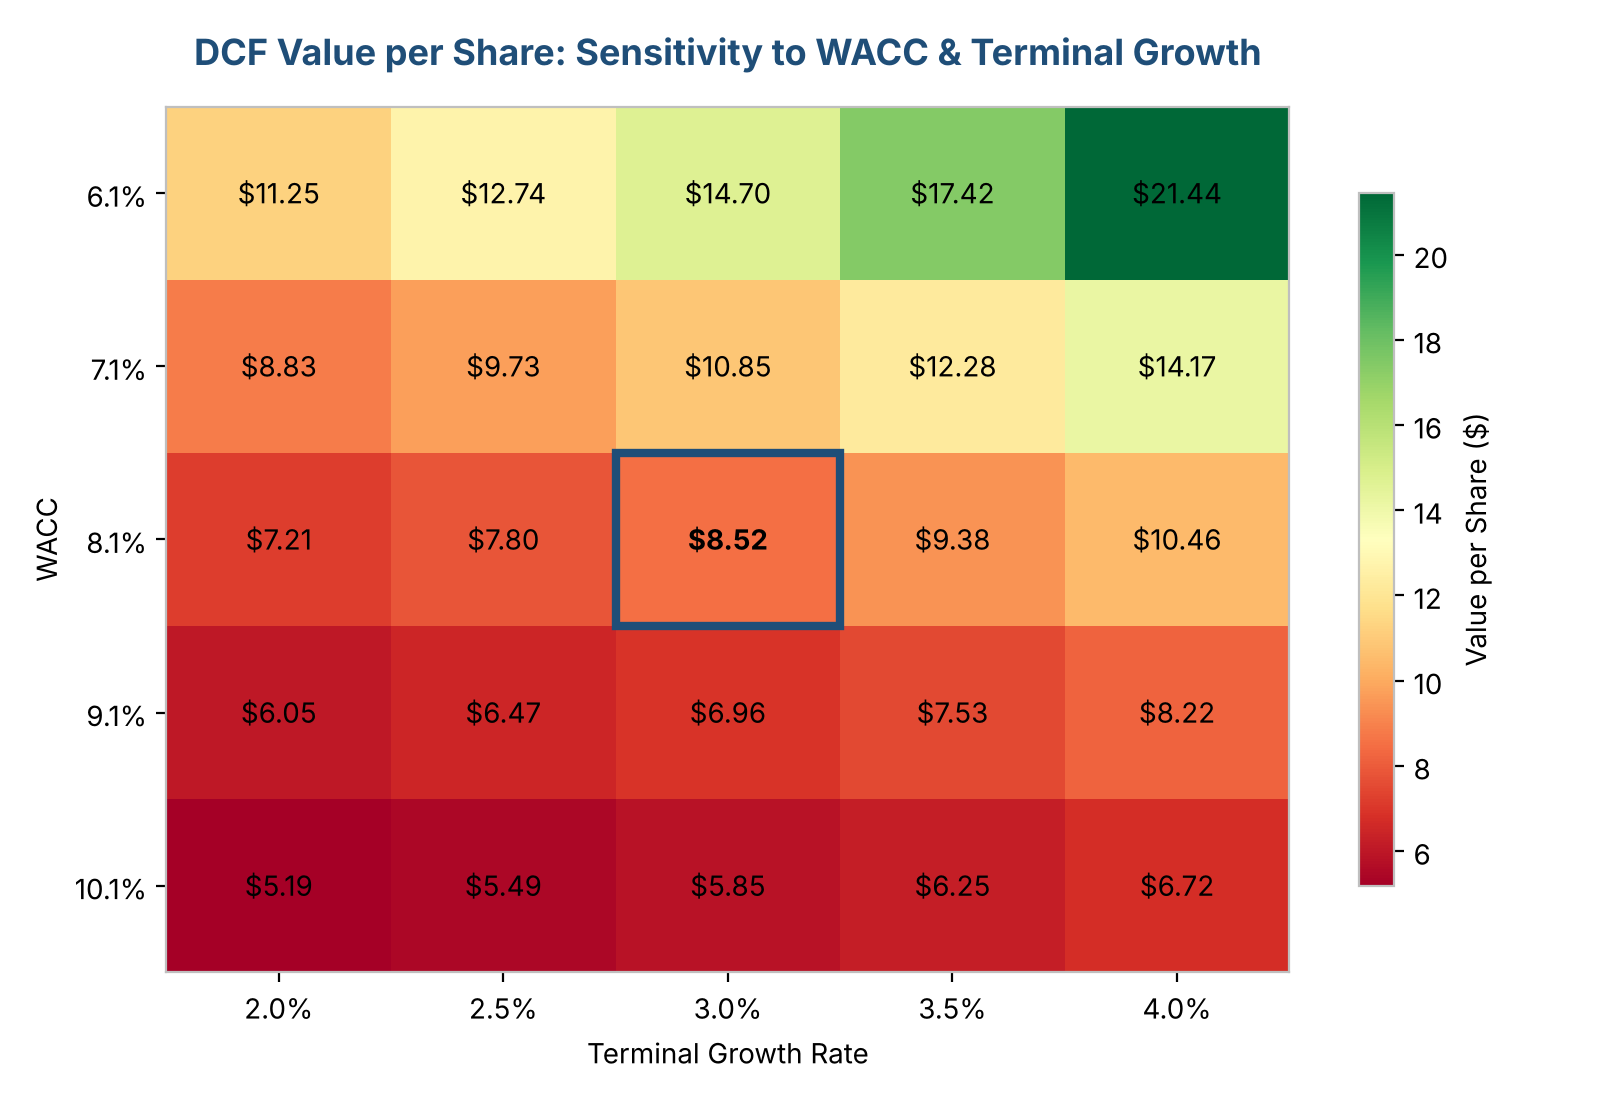 DCF Value per Share: Sensitivity to WACC & Terminal Growth
6.1% $11.25 $12.74 $14.70 $17.42 $21.44
7.1% $8.83 $9.73 $10.85 $12.28 $14.17
8.1% $7.21 $7.80 $8.52 $9.38 $10.46
9.1% $6.05 $6.47 $6.96 $7.53 $8.22
10.1% $5.19 $5.49 $5.85 $6.25 $6.72
WACC
2.0% 2.5% 3.0% 3.5% 4.0%
Terminal Growth Rate
20
18
16
14
12
10
8
6
Value per Share ($)